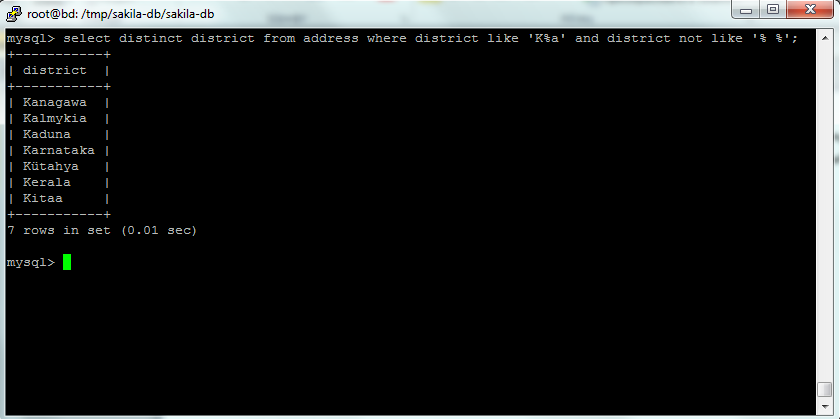 root@bd: /tmp/sakila-db/sakila-db
mysql> select distinct district from address where district like 'K%a' and district not like '% %';
+-----------+
| district  |
+-----------+
| Kanagawa  |
| Kalmykia  |
| Kaduna    |
| Karnataka |
| Kütahya   |
| Kerala    |
| Kitaa     |
+-----------+
7 rows in set (0.01 sec)
mysql>